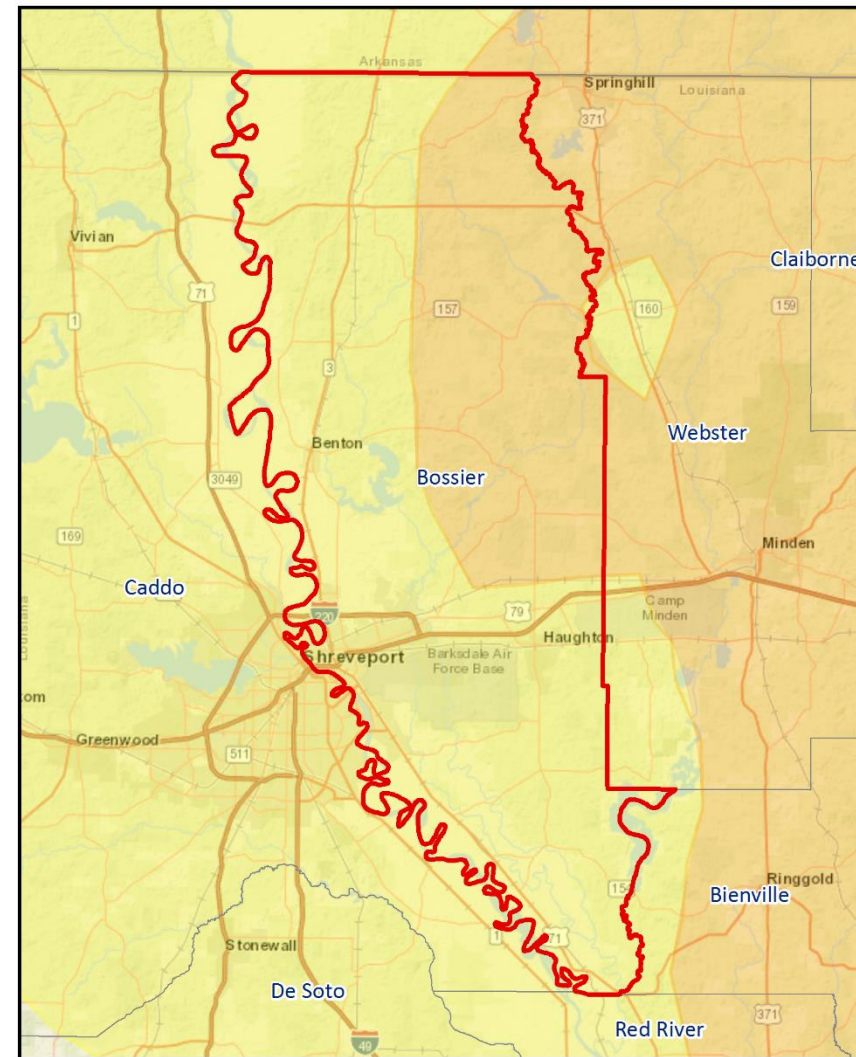 Arkansas
Springhill
Louisiana
371
Vivian
Claiborne
71
1
157
160
159
3
Benton
Webster
Bossier
3049
169
Minden
Caddo
Camp
Minden
220
79
Haughton
Shreveport
Barksdale Air
Force Base
Louisiana
Greenwood
511
154
Ringgold
Bienville
Stonewall
1
71
De Soto
371
Red River
49